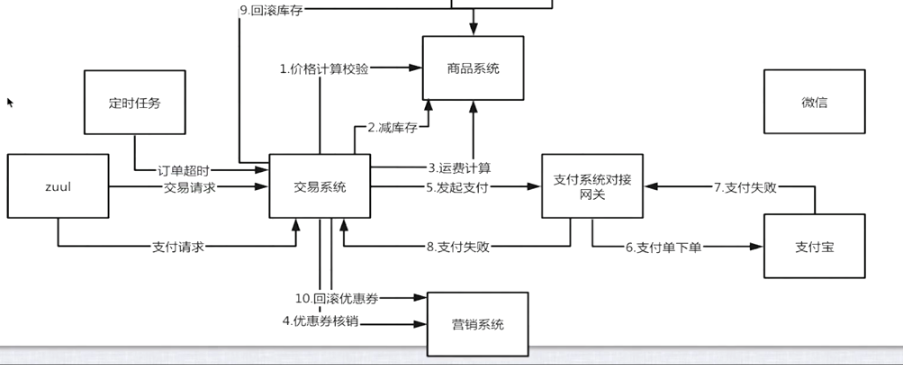 9.回滚库存
1.价格计算校验
商品系统
定时任务
微信
2.减库存
订单超时
3.运费计算
zuul
交易请求
交易系统
5.发起支付
支付系统对接
网关
7.支付失败
支付请求
8.支付失败
6.支付单下单
支付宝
10.回滚优惠券
4.优惠券核销
营销系统